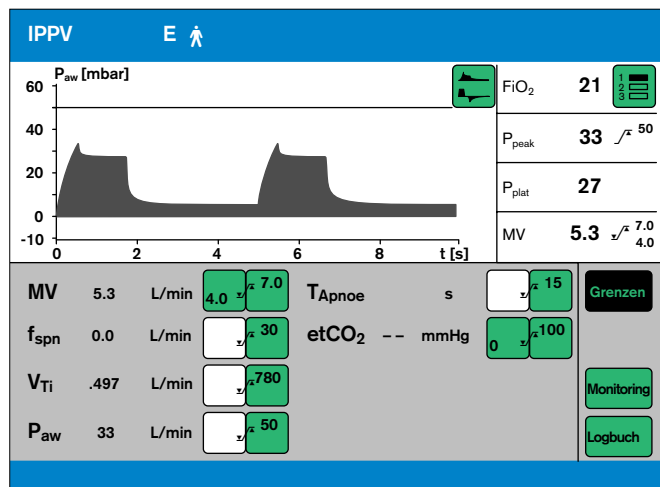 IPPV E
Paw [mbar]
60
40
20
0
-10
0 2 4 6 8 t [s]
FiO2 21 1 2 3
Ppeak 33 50
Pplat 27
MV 5.3 7.0 4.0
MV 5.3 L/min 4.0 7.0 TApnoe s 15 Grenzen
fspn 0.0 L/min 30 etCO2 -- mmHg 0 100
VTi .497 L/min 780 Monitoring
Paw 33 L/min 50 Logbuch